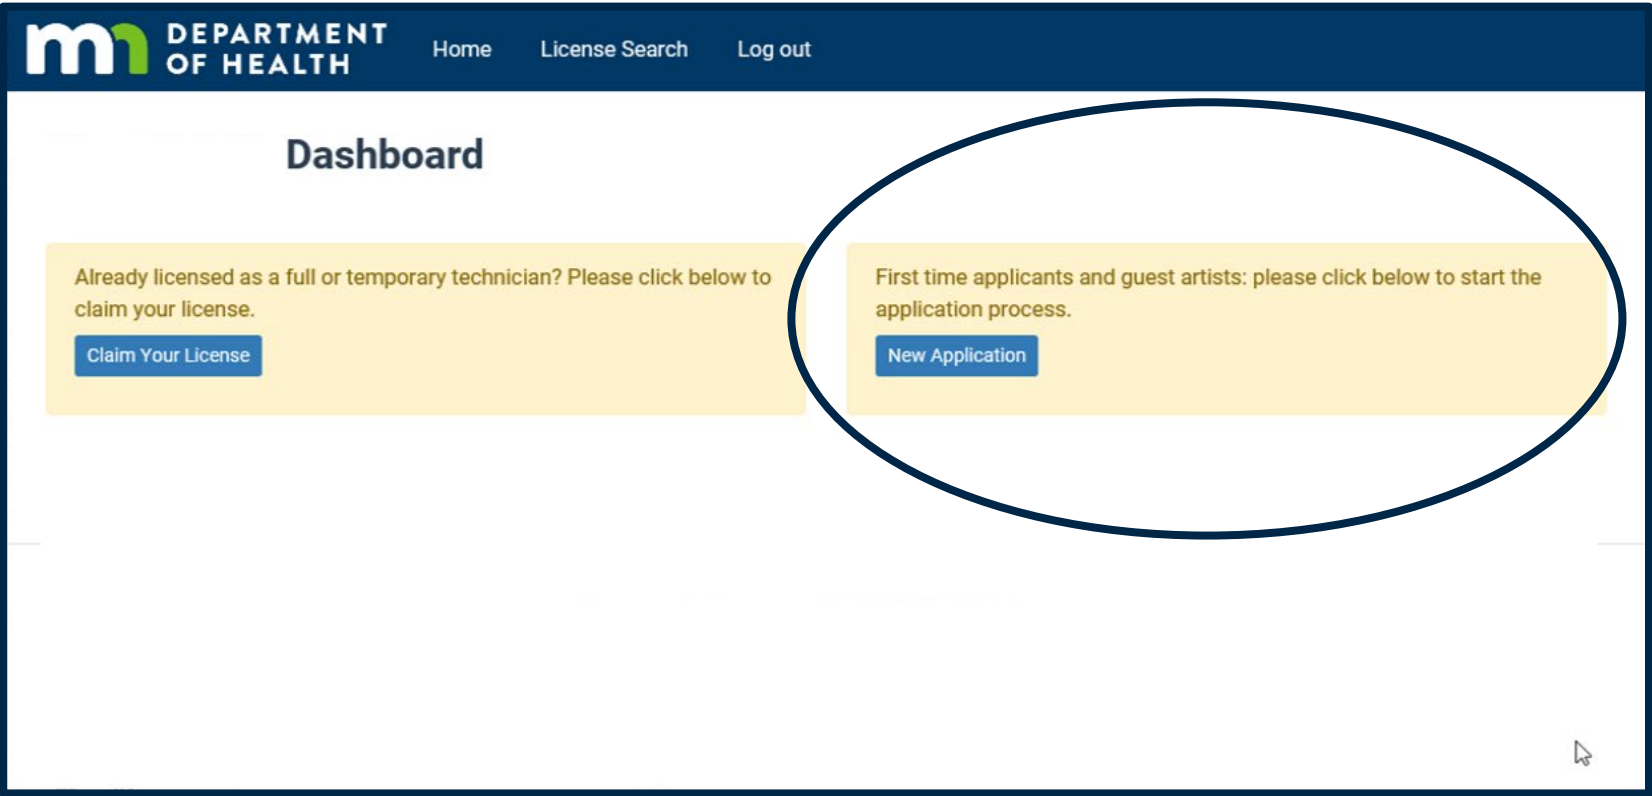 DEPARTMENT
OF HEALTH
Home License Search Log out
Dashboard
Already licensed as a full or temporary technician? Please click below to
claim your license.
Claim Your License
First time applicants and guest artists: please click below to start the
application process.
New Application